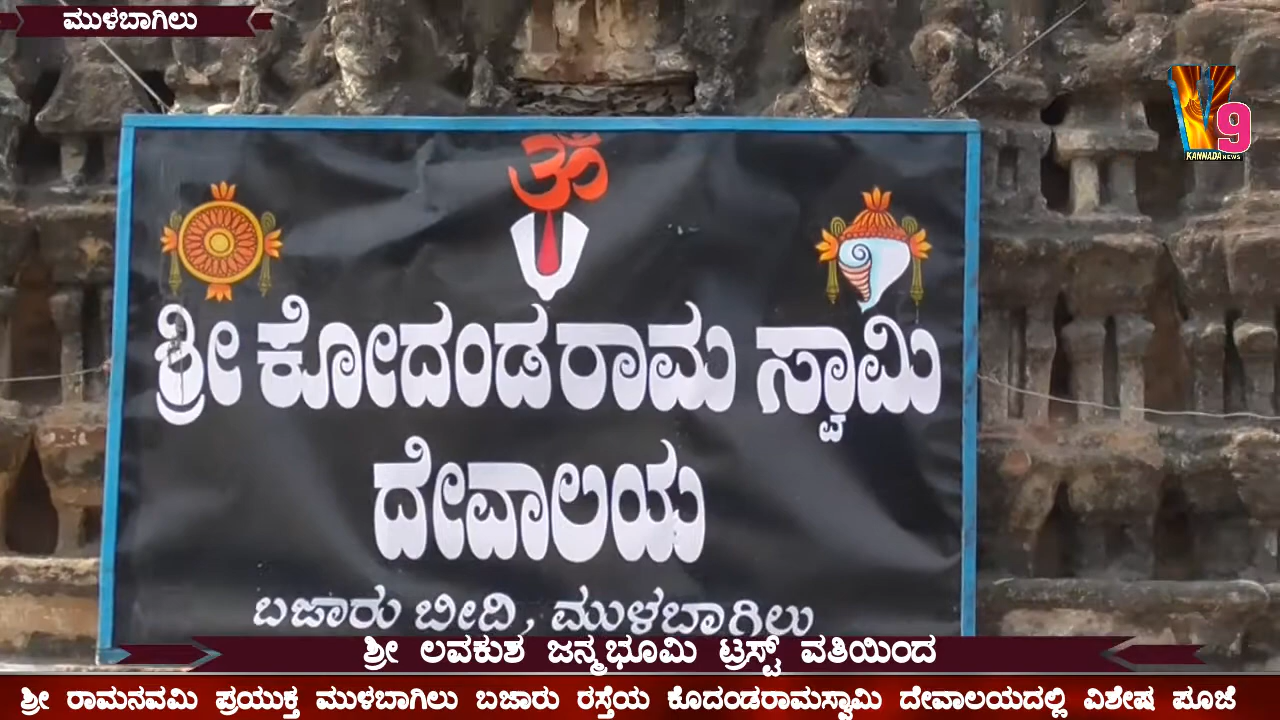 ಮುಳಬಾಗಿಲು
V9
KANNADA NEWS
ॐ
ಶ್ರೀ ಕೋದಂಡರಾಮ ಸ್ವಾಮಿ
ದೇವಾಲಯ
ಬಜಾರು ಬೀದಿ, ಮುಳಬಾಗಿಲು
ಶ್ರೀ ಲವಕುಶ ಜನ್ಮಭೂಮಿ ಟ್ರಸ್ಟ್ ವತಿಯಿಂದ
ಶ್ರೀ ರಾಮನವಮಿ ಪ್ರಯುಕ್ತ ಮುಳಬಾಗಿಲು ಬಜಾರು ರಸ್ತೆಯ ಕೊದಂಡರಾಮಸ್ವಾಮಿ ದೇವಾಲಯದಲ್ಲಿ ವಿಶೇಷ ಪೂಜೆ